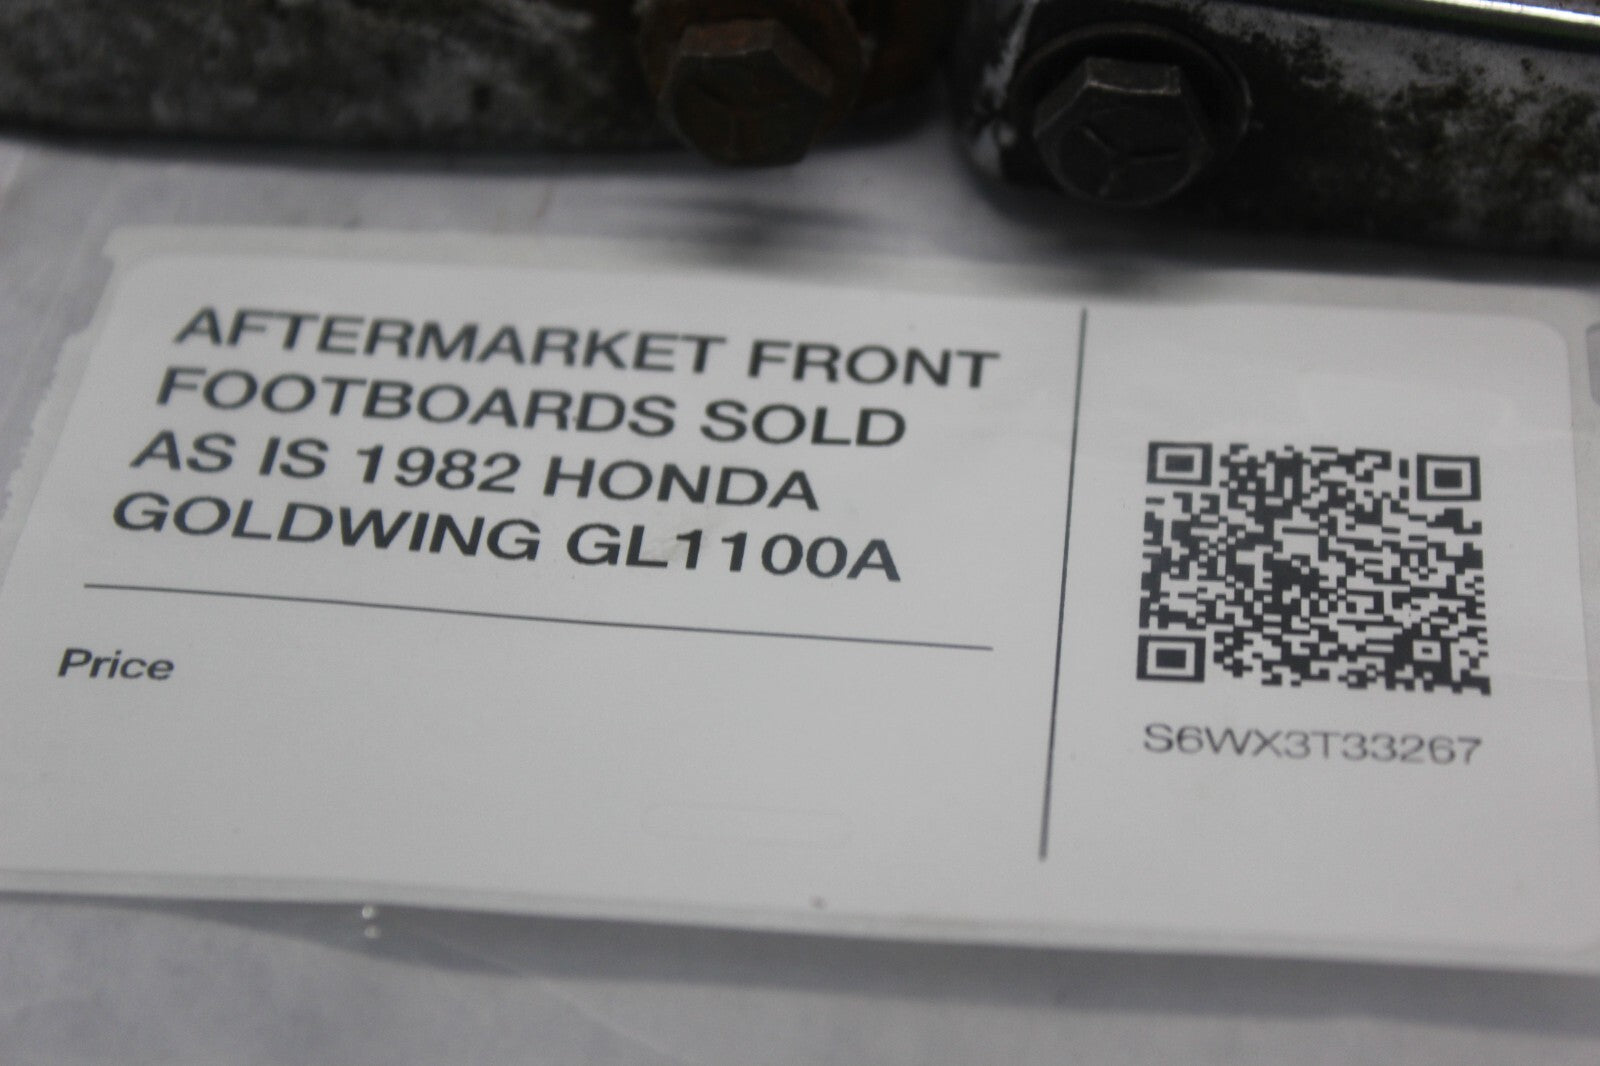 AFTERMARKET FRONT
FOOTBOARDS SOLD
AS IS 1982 HONDA
GOLDWING GL1100A
Price
S6WX3T33267